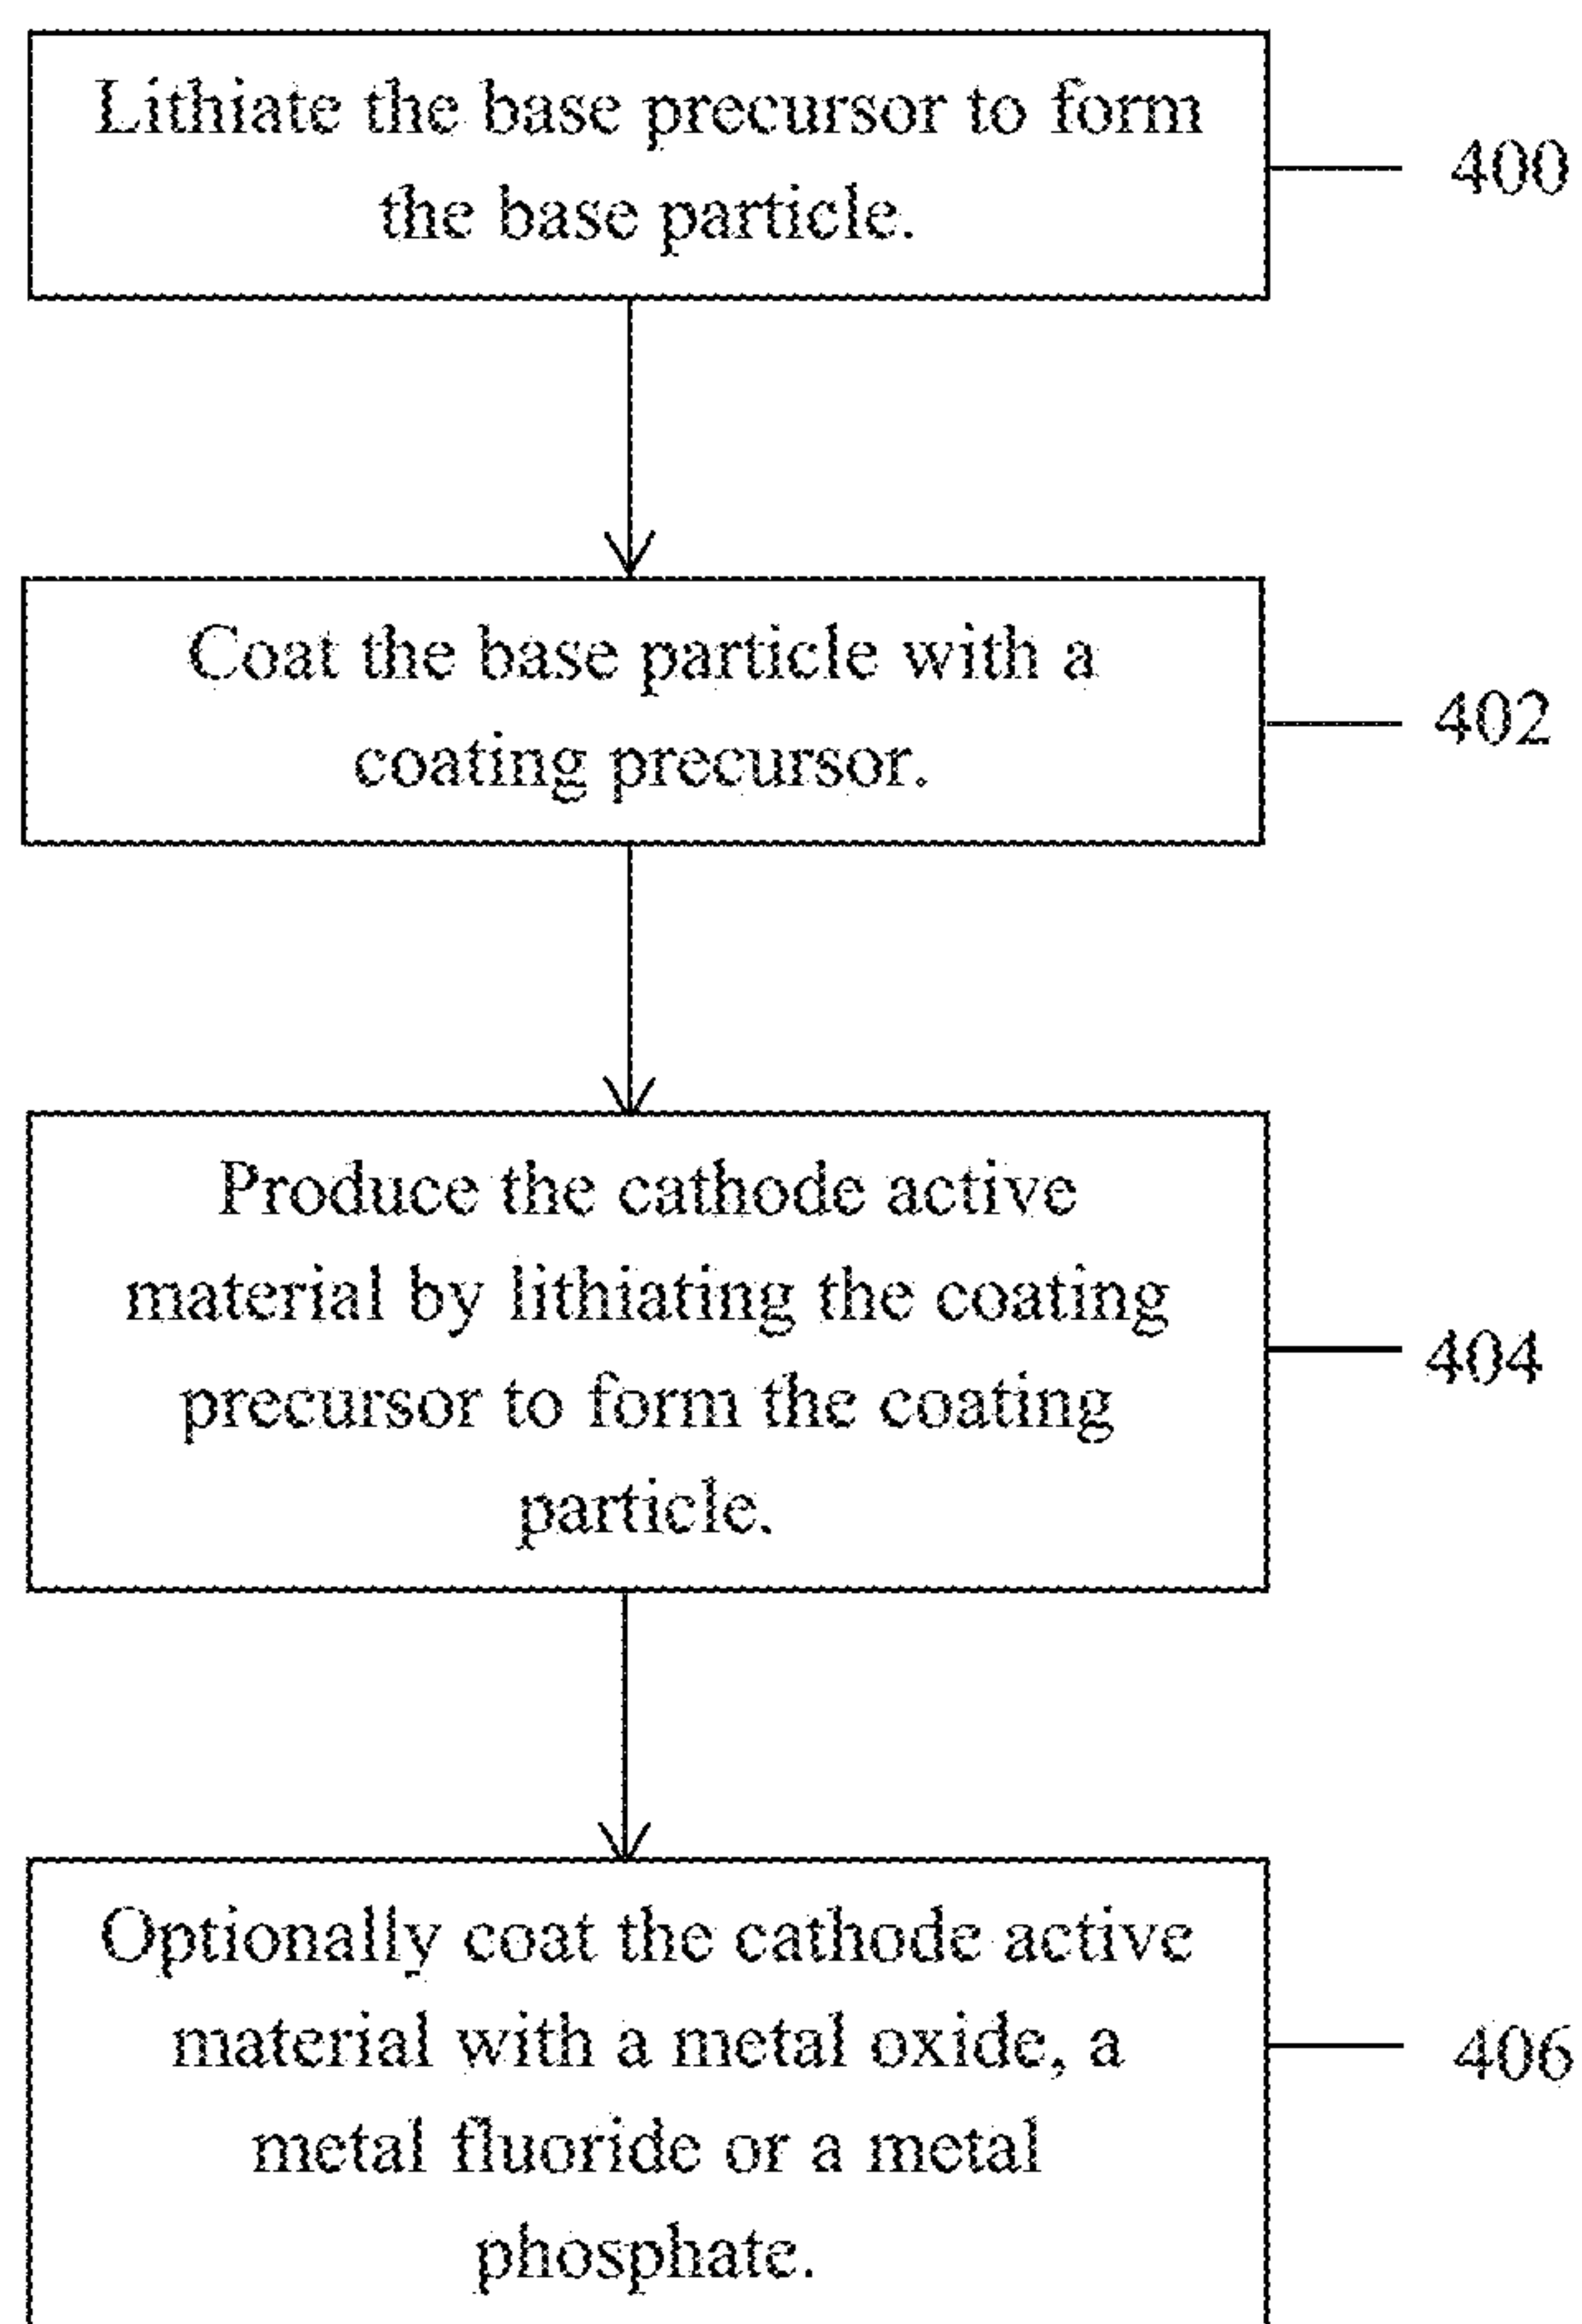 Lithiate the base precursor to form
the base particle.
400
Coat the base particle with a
coating precursor.
402
Produce the cathode active
material by lithiating the coating
precursor to form the coating
particle.
404
Optionally coat the cathode active
material with a metal oxide, a
metal fluoride or a metal
phosphate.
406